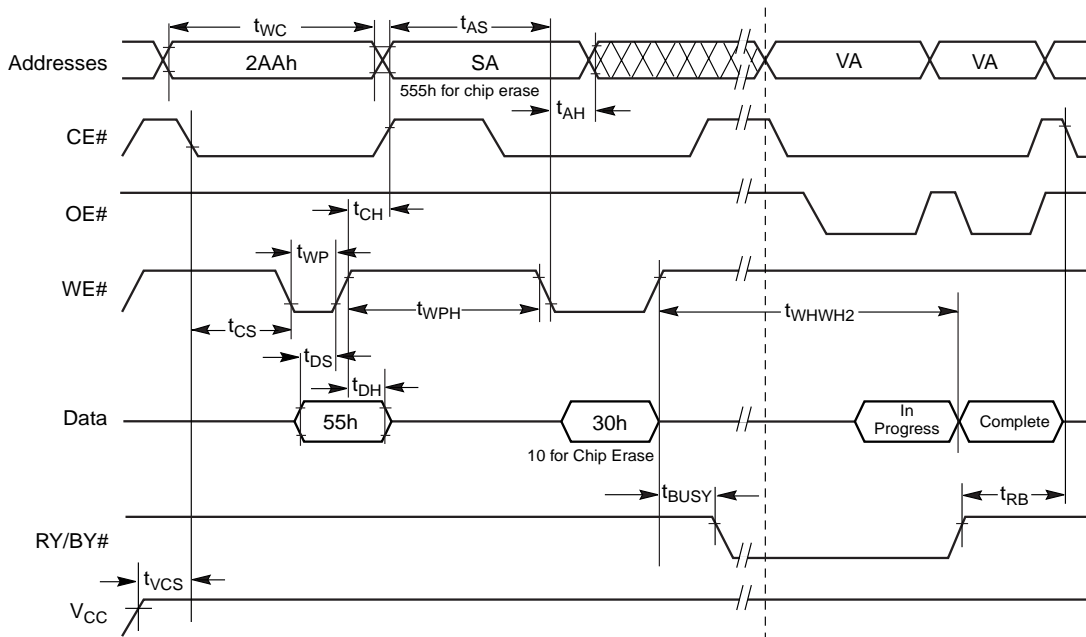 tWC
tAS
Addresses
2AAh
SA
VA
VA
555h for chip erase
tAH
CE#
OE#
tCH
tWP
WE#
tWPH
tWHWH2
tCS
tDS
tDH
Data
55h
30h
In
Progress
Complete
10 for Chip Erase
tBUSY
tRB
RY/BY#
tVCS
VCC